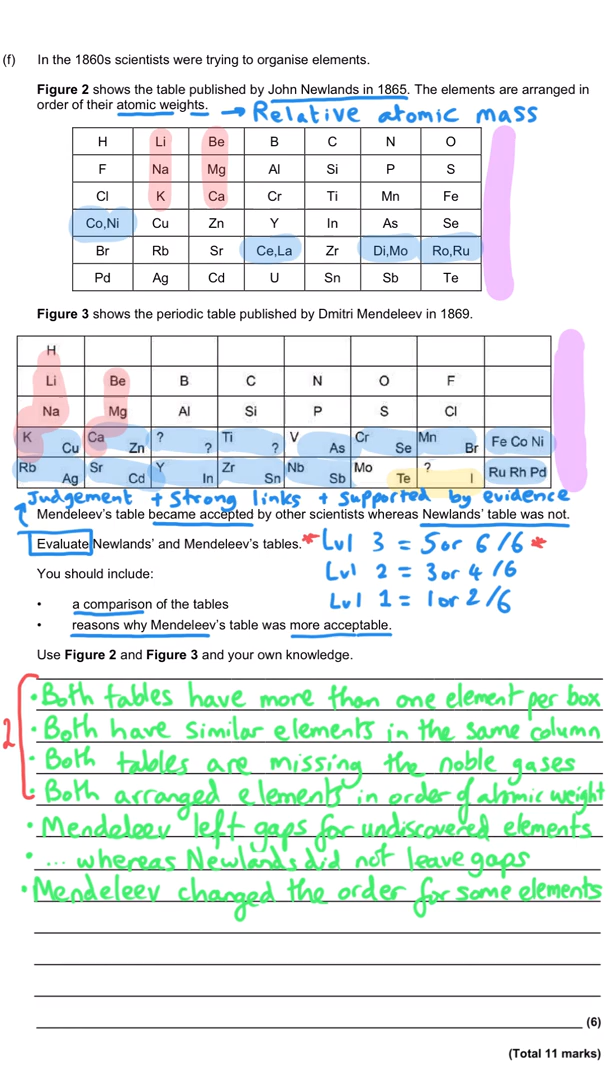 (f) In the 1860s scientists were trying to organise elements.
Figure 2 shows the table published by John Newlands in 1865. The elements are arranged in
order of their atomic weights. → Relative atomic mass
H Li Be B C N O
F Na Mg Al Si P S
Cl K Ca Cr Ti Mn Fe
Co,Ni Cu Zn Y In As Se
Br Rb Sr Ce,La Zr Di,Mo Ro,Ru
Pd Ag Cd U Sn Sb Te
Figure 3 shows the periodic table published by Dmitri Mendeleev in 1869.
H
Li Be B C N O F
Na Mg Al Si P S Cl
K Cu Ca Zn ? ? Ti ? V As Cr Se Mn Br Fe Co Ni
Rb Ag Sr Cd Y In Zr Sn Nb Sb Mo Te ? I Ru Rh Pd
Judgement + Strong links + supported by evidence
Mendeleev's table became accepted by other scientists whereas Newlands' table was not.
Evaluate Newlands' and Mendeleev's tables. * Lvl 3 = 5 or 6 /6 *
You should include: Lvl 2 = 3 or 4 /6
• a comparison of the tables Lvl 1 = 1 or 2 /6
• reasons why Mendeleev's table was more acceptable.
Use Figure 2 and Figure 3 and your own knowledge.
• Both tables have more than one element per box
2 • Both have similar elements in the same column
• Both tables are missing the noble gases
• Both arranged elements in order of atomic weight
• Mendeleev left gaps for undiscovered elements
• ... whereas Newlands did not leave gaps
• Mendeleev changed the order for some elements
(6)
(Total 11 marks)